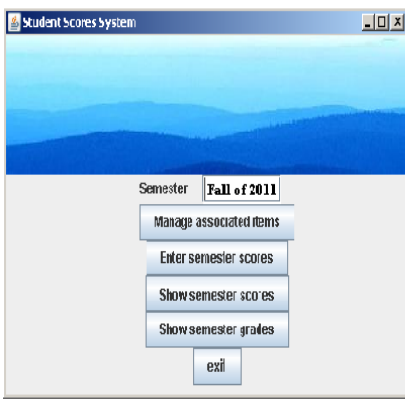 Student Scores System
Semester Fall of 2011
Manage associated items
Enter semester scores
Show semester scores
Show semester grades
exit